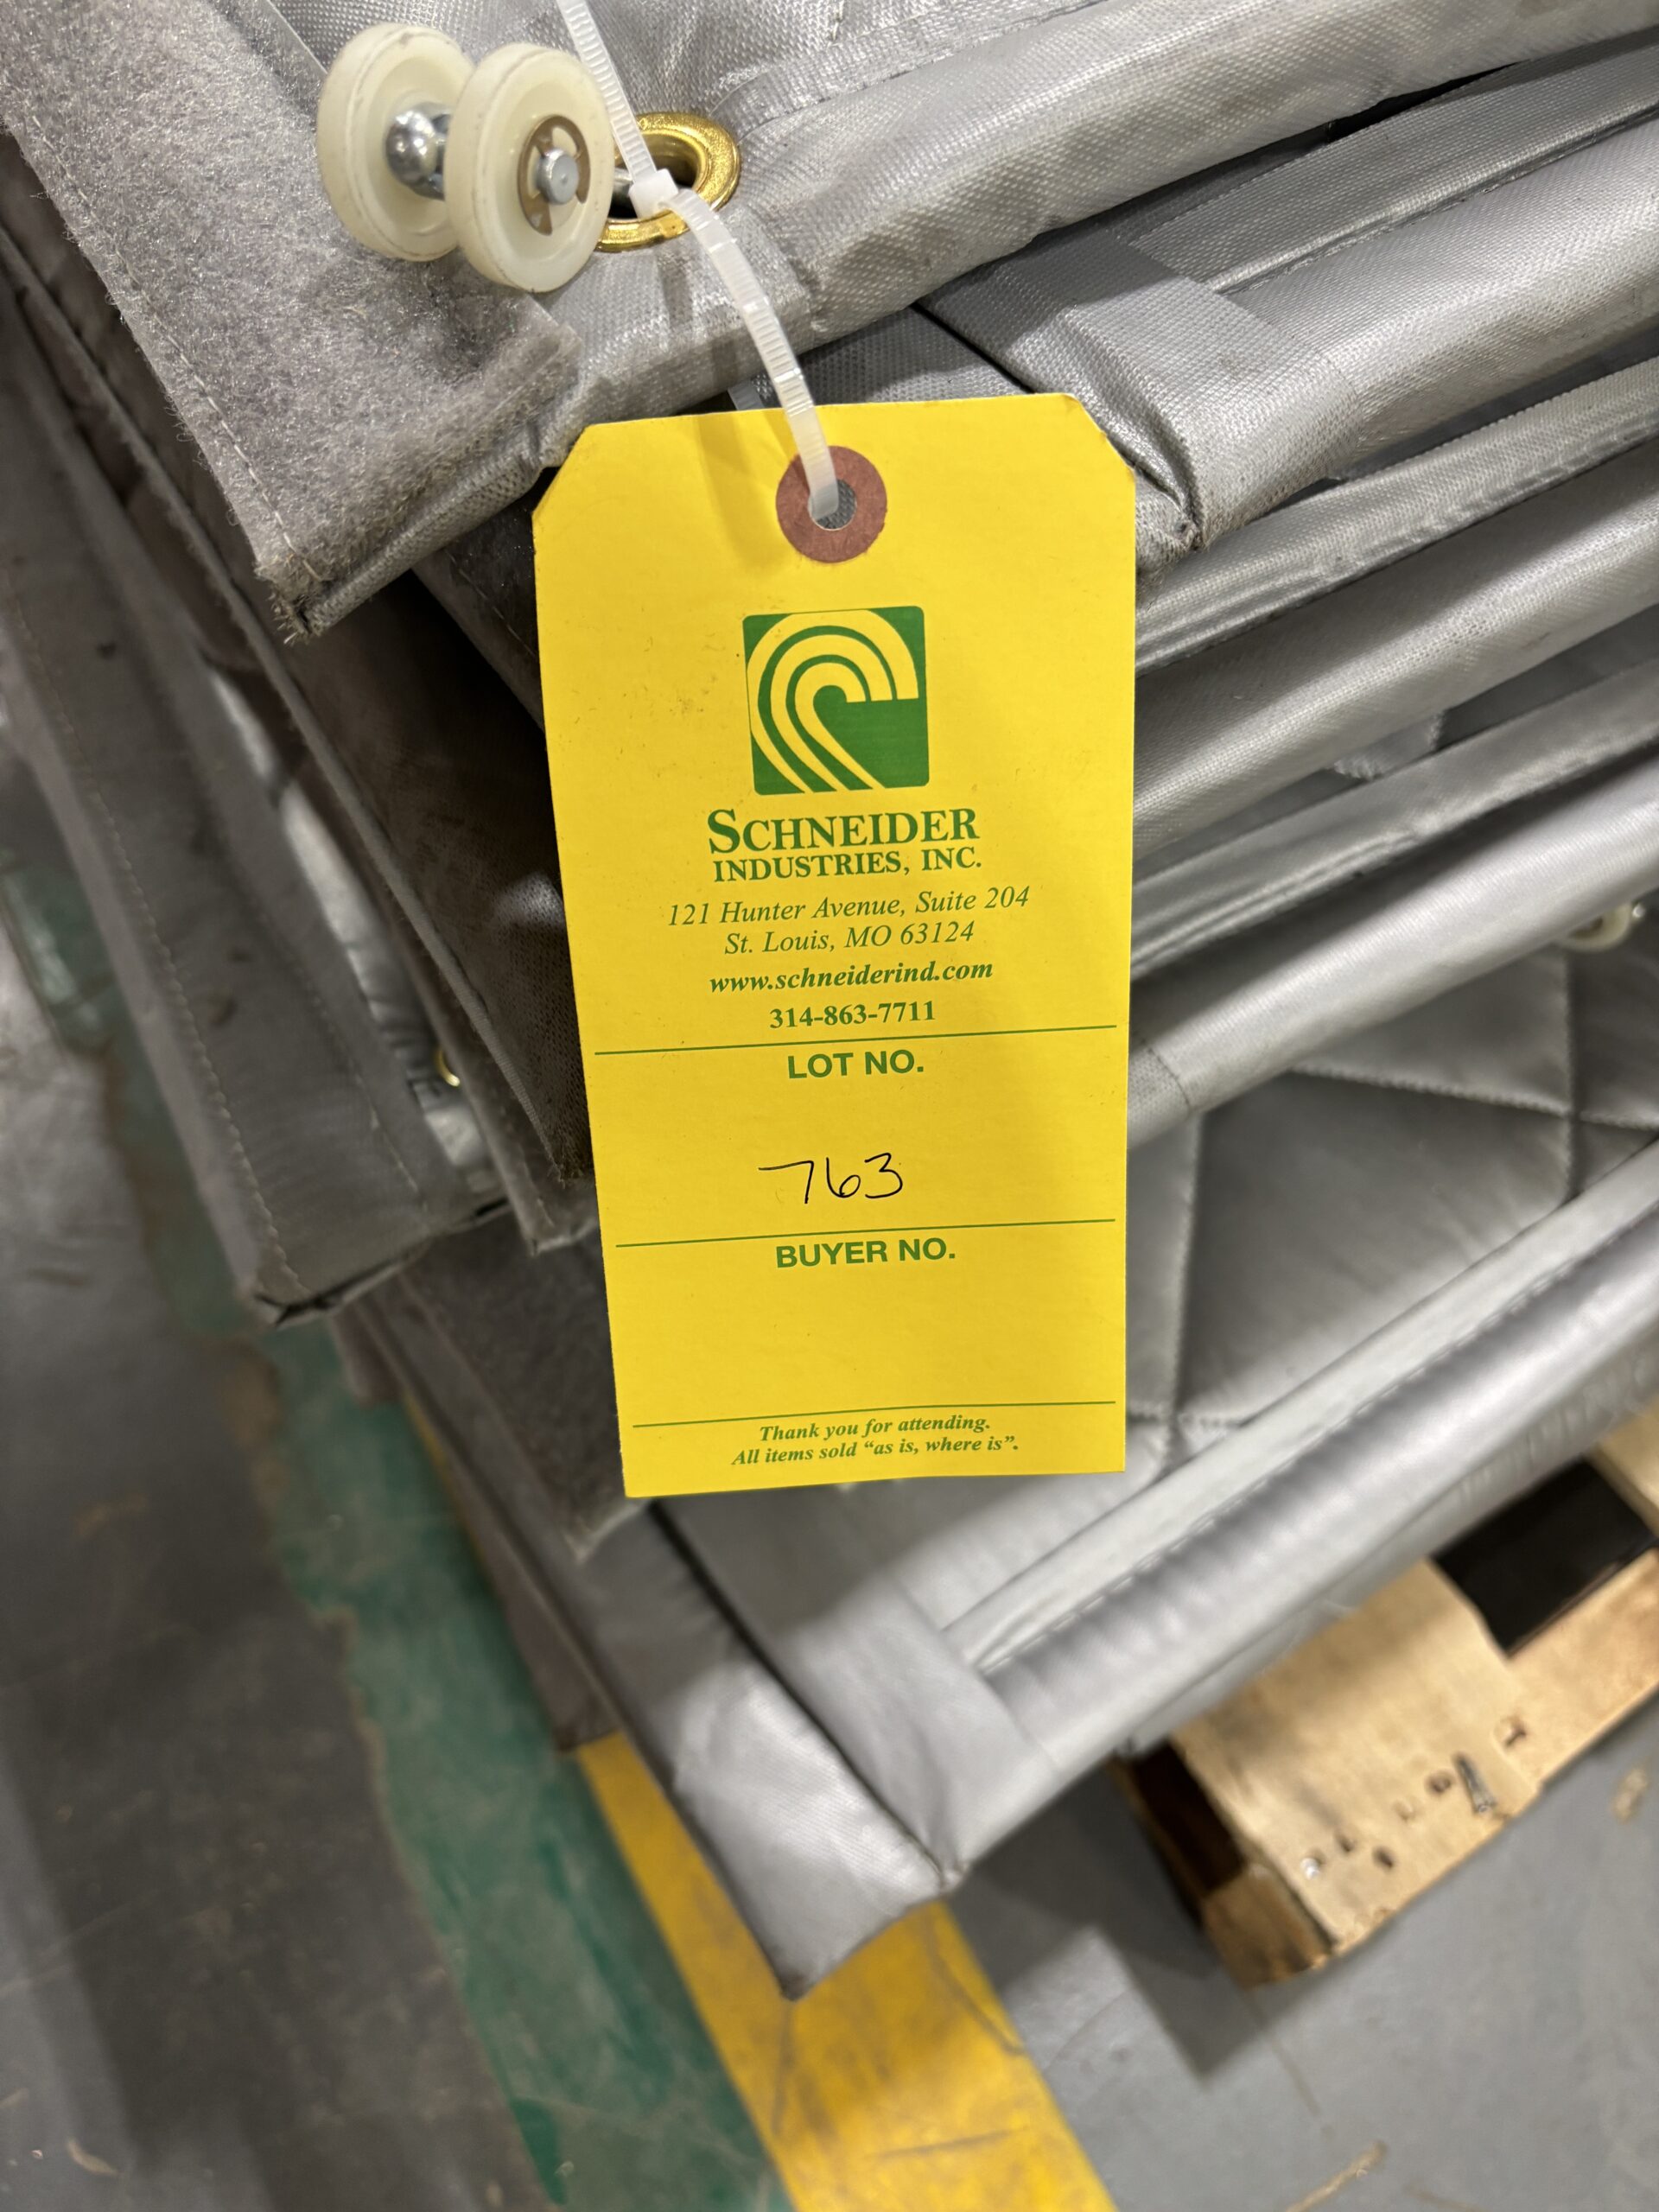 SCHNEIDER
INDUSTRIES, INC.
121 Hunter Avenue, Suite 204
St. Louis, MO 63124
www.schneiderind.com
314-863-7711
LOT NO.
763
BUYER NO.
Thank you for attending.
All items sold “as is, where is”.